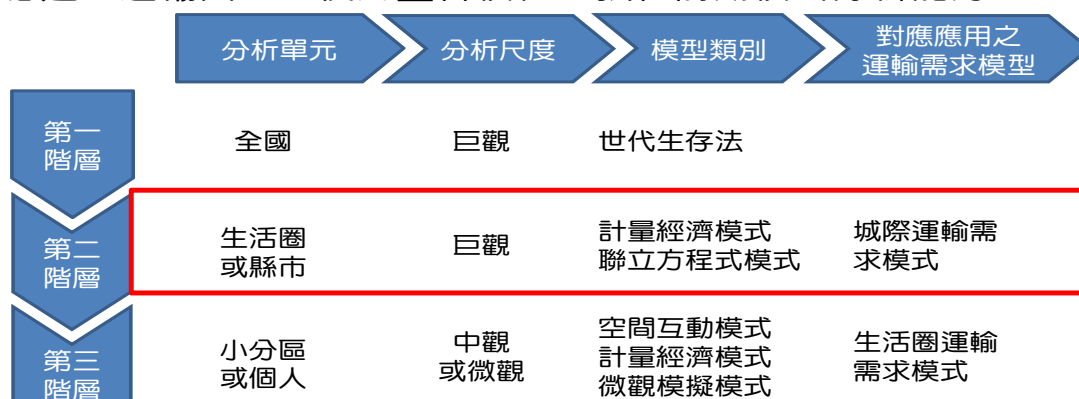 分析單元
分析尺度
模型類別
對應應用之
運輸需求模型
第一
階層
全國
巨觀
世代生存法
第二
階層
生活圈
或縣市
巨觀
計量經濟模式
聯立方程式模式
城際運輸需
求模式
第三
階層
小分區
或個人
中觀
或微觀
空間互動模式
計量經濟模式
微觀模擬模式
生活圈運輸
需求模式